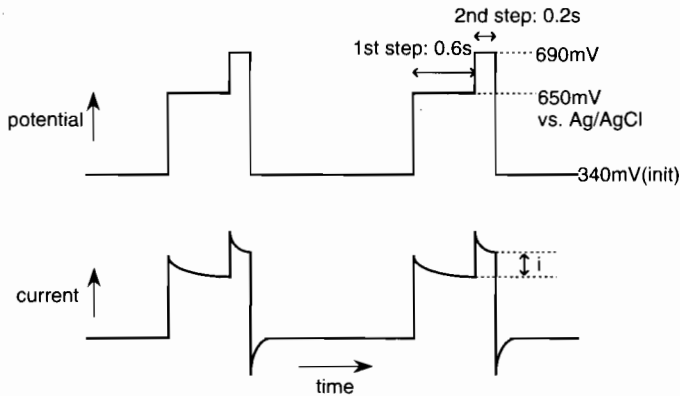 2nd step: 0.2s
1st step: 0.6s
690mV
potential
650mV
vs. Ag/AgCl
340mV(init)
current
i
time